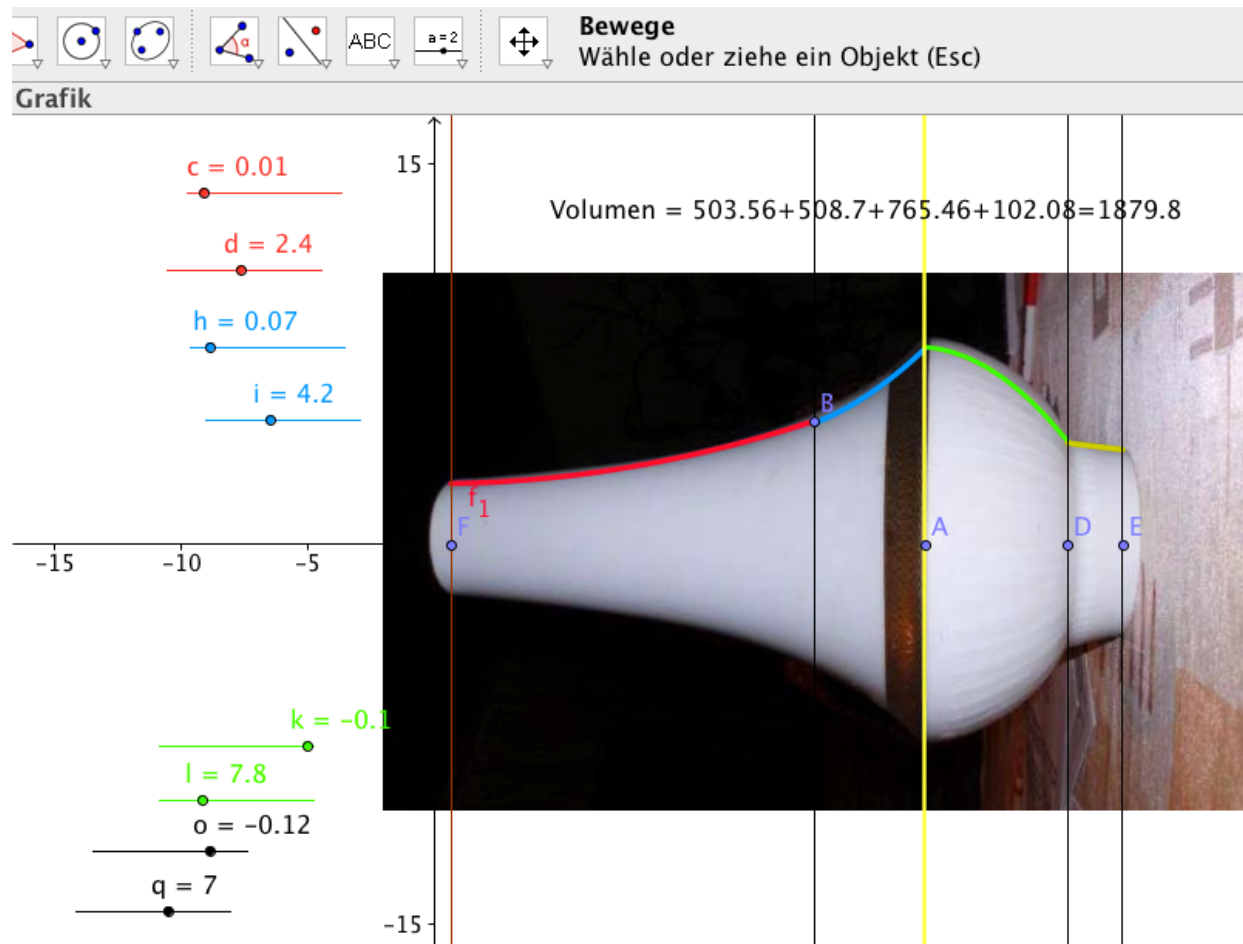 ABC
a=2
Bewege
Wähle oder ziehe ein Objekt (Esc)
Grafik
c = 0.01
15
Volumen = 503.56+508.7+765.46+102.08=1879.8
d = 2.4
h = 0.07
i = 4.2
B
f1
F
A
D
E
-15
-10
-5
k = -0.1
l = 7.8
o = -0.12
q = 7
-15